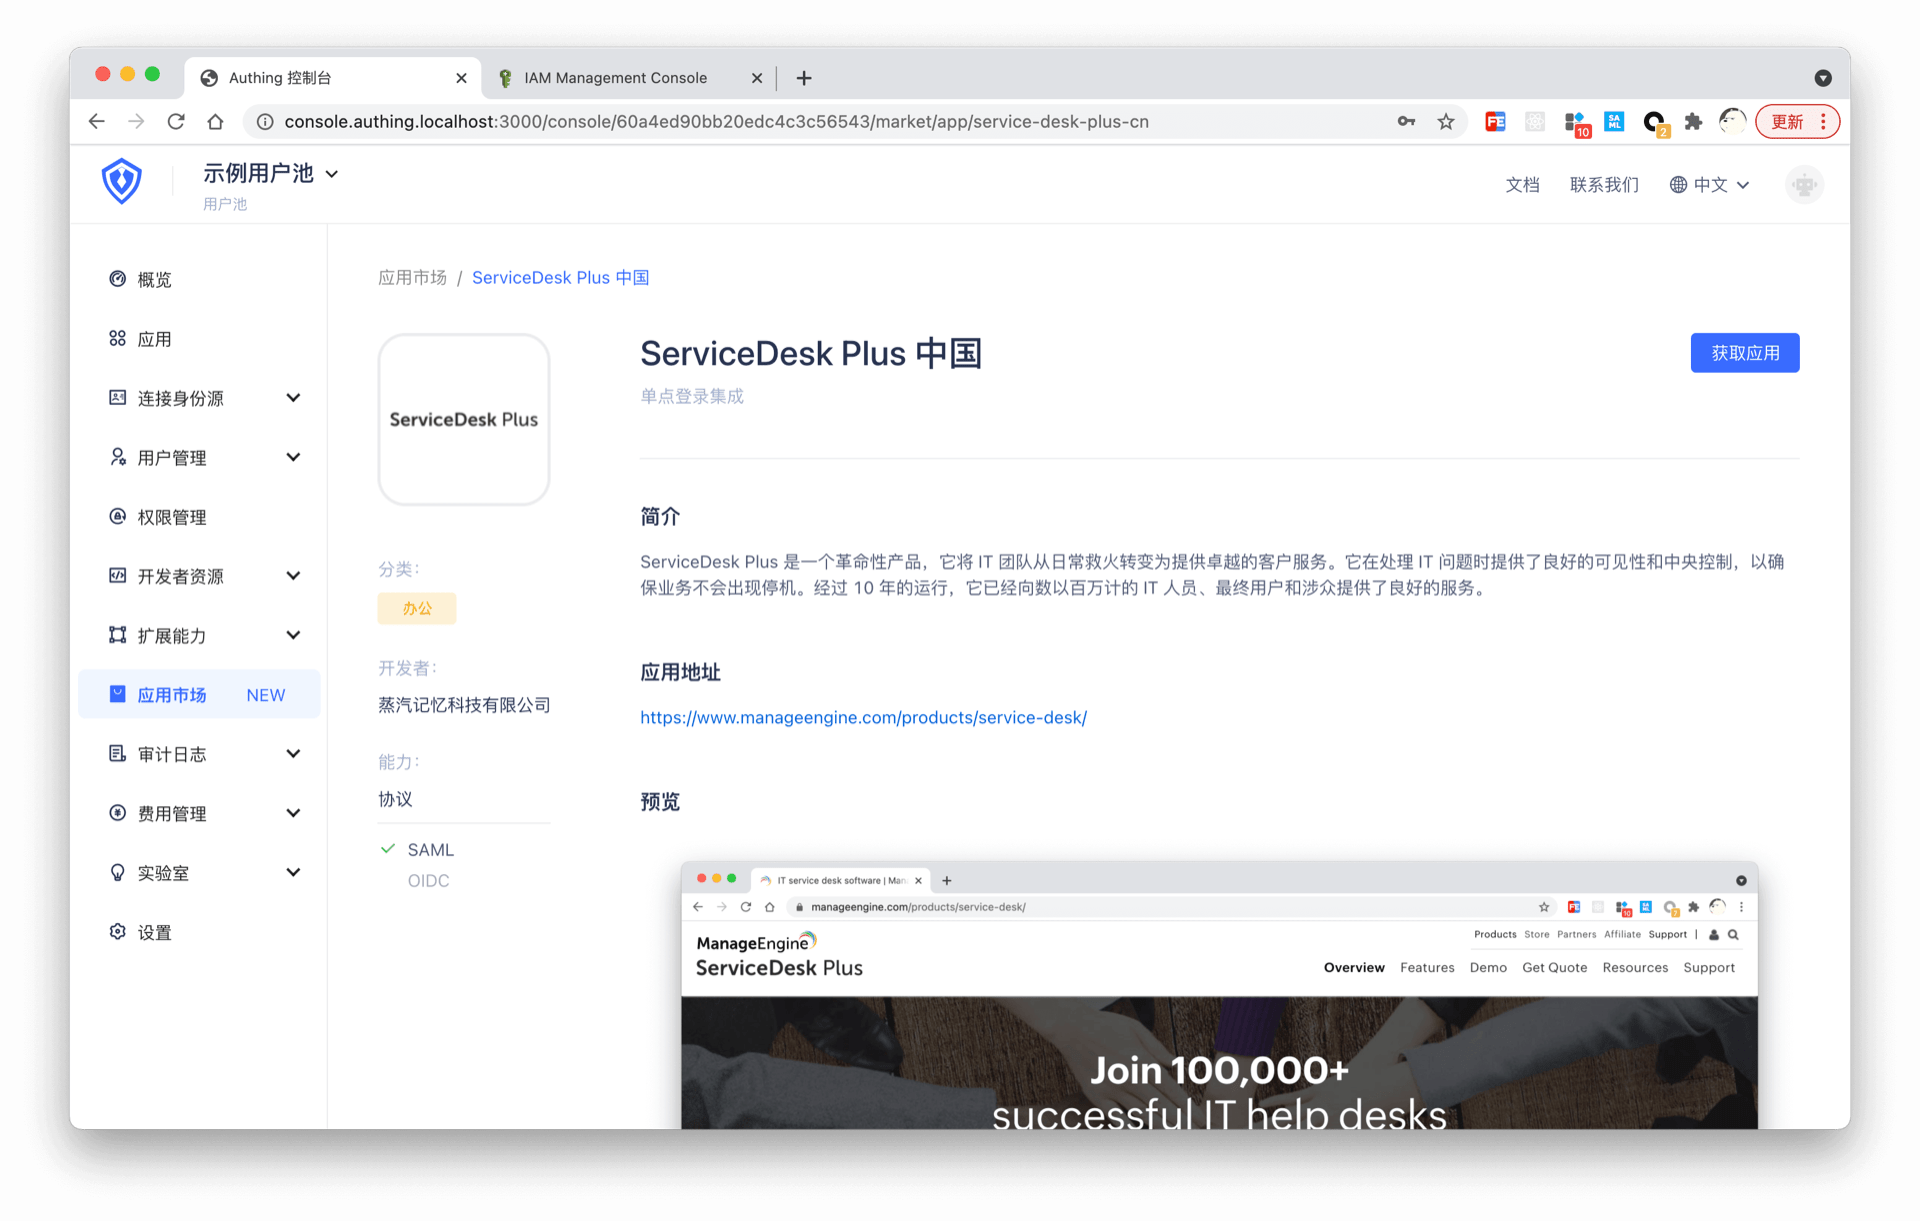 Authing 控制台
IAM Management Console
console.authing.localhost:3000/console/60a4ed90bb20edc4c3c56543/market/app/service-desk-plus-cn
FE
10
SA
ML
2
更新
示例用户池
用户池
文档
联系我们
中文
概览
应用
连接身份源
用户管理
权限管理
开发者资源
扩展能力
应用市场 NEW
审计日志
费用管理
实验室
设置
应用市场 / ServiceDesk Plus 中国
ServiceDesk Plus
分类：
办公
开发者：
蒸汽记忆科技有限公司
能力：
协议
SAML
OIDC
ServiceDesk Plus 中国
单点登录集成
获取应用
简介
ServiceDesk Plus 是一个革命性产品，它将 IT 团队从日常救火转变为提供卓越的客户服务。它在处理 IT 问题时提供了良好的可见性和中央控制，以确
保业务不会出现停机。经过 10 年的运行，它已经向数以百万计的 IT 人员、最终用户和涉众提供了良好的服务。
应用地址
https://www.manageengine.com/products/service-desk/
预览
IT service desk software | Man
manageengine.com/products/service-desk/
FE
10
2
ManageEngine
ServiceDesk Plus
Products Store Partners Affiliate Support |
Overview Features Demo Get Quote Resources Support
Join 100,000+
successful IT help desks